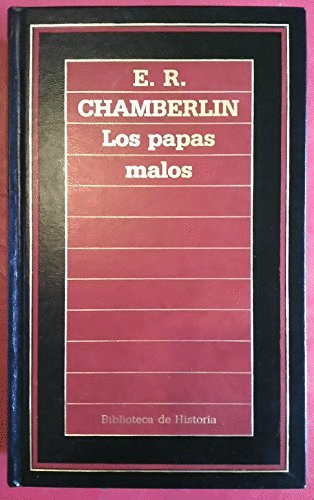 E. R.
CHAMBERLIN
Los papas
malos
Biblioteca de Historia